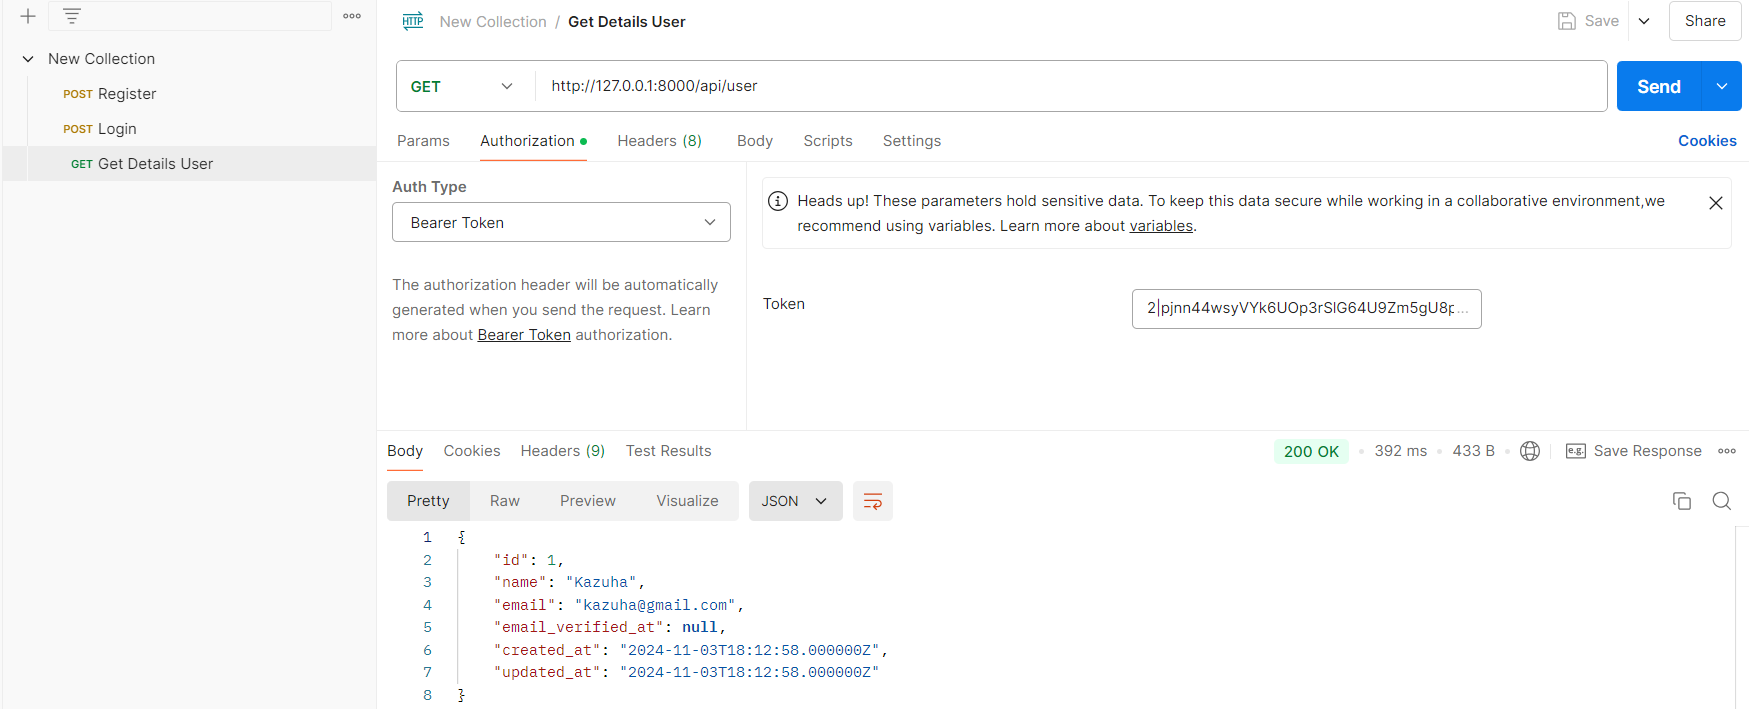 New Collection
POST Register
POST Login
GET Get Details User
HTTP New Collection / Get Details User
Save
Share
GET
http://127.0.0.1:8000/api/user
Send
Params Authorization Headers (8) Body Scripts Settings
Cookies
Auth Type
Bearer Token
The authorization header will be automatically
generated when you send the request. Learn
more about Bearer Token authorization.
Heads up! These parameters hold sensitive data. To keep this data secure while working in a collaborative environment,we
recommend using variables. Learn more about variables.
Token
2|pjnn44wsyVYk6UOp3rSlG64U9Zm5gU8p...
Body Cookies Headers (9) Test Results
200 OK 392 ms 433 B
e.g. Save Response
Pretty Raw Preview Visualize JSON
1 {
2 "id": 1,
3 "name": "Kazuha",
4 "email": "kazuha@gmail.com",
5 "email_verified_at": null,
6 "created_at": "2024-11-03T18:12:58.000000Z",
7 "updated_at": "2024-11-03T18:12:58.000000Z"
8 }